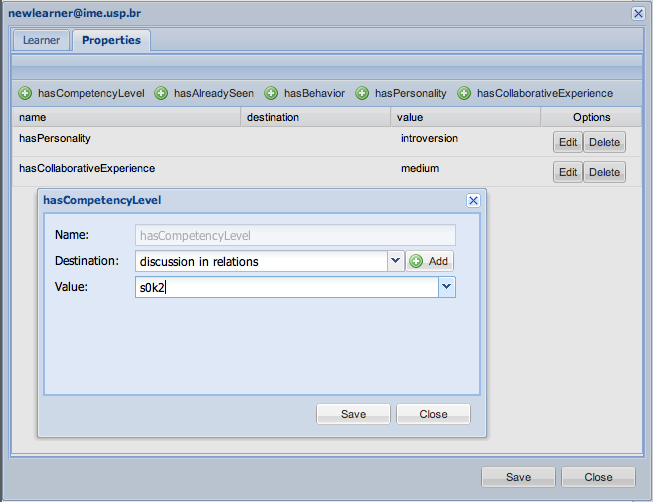 newlearner@ime.usp.br
Learner Properties
hasCompetencyLevel hasAlreadySeen hasBehavior hasPersonality hasCollaborativeExperience
name destination value Options
hasPersonality introversion Edit Delete
hasCollaborativeExperience medium Edit Delete
hasCompetencyLevel
Name: hasCompetencyLevel
Destination: discussion in relations Add
Value: s0k2
Save Close
Save Close